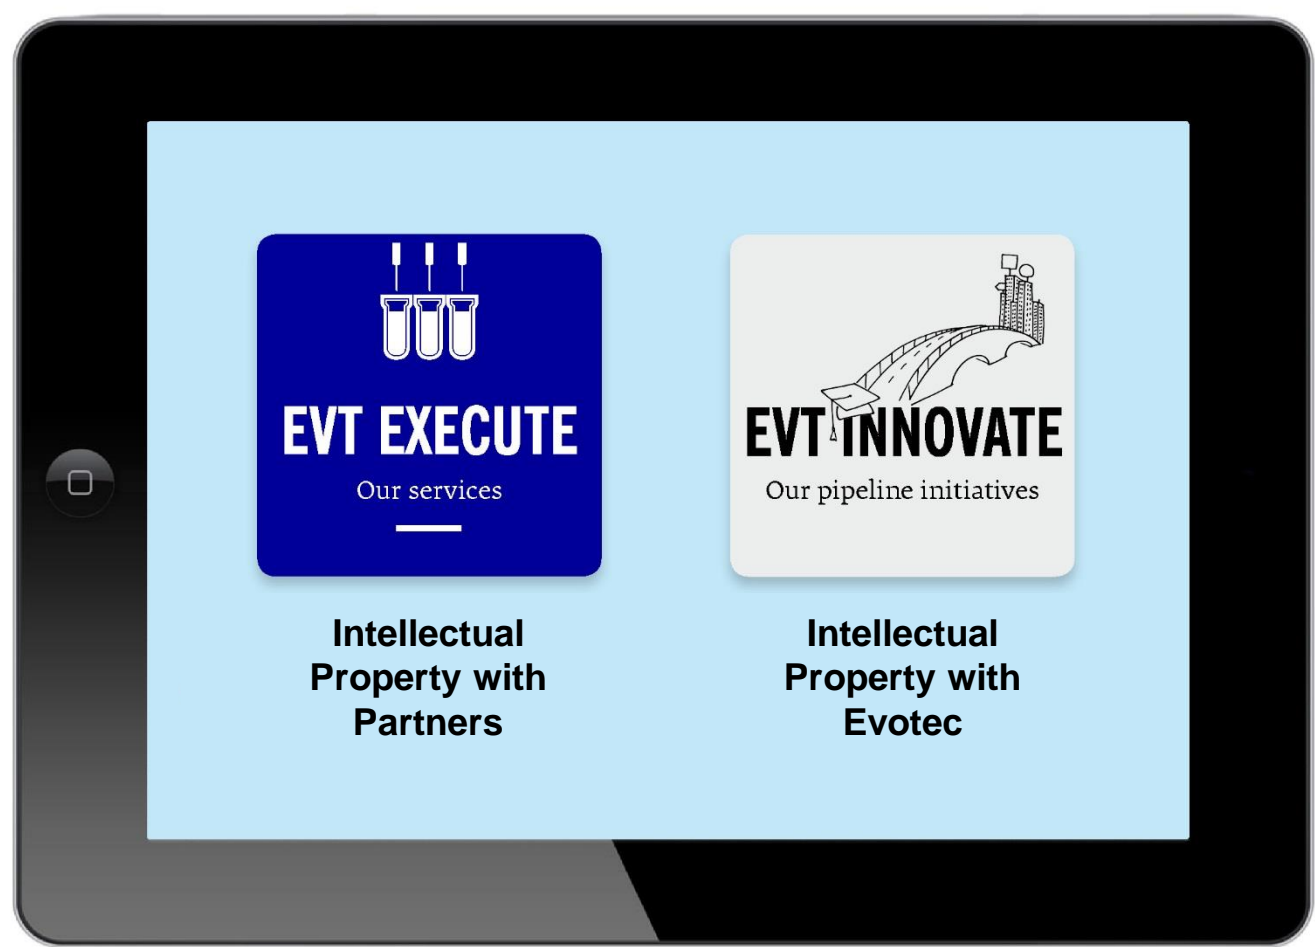 EVT EXECUTE
Our services
Intellectual
Property with
Partners
EVT INNOVATE
Our pipeline initiatives
Intellectual
Property with
Evotec